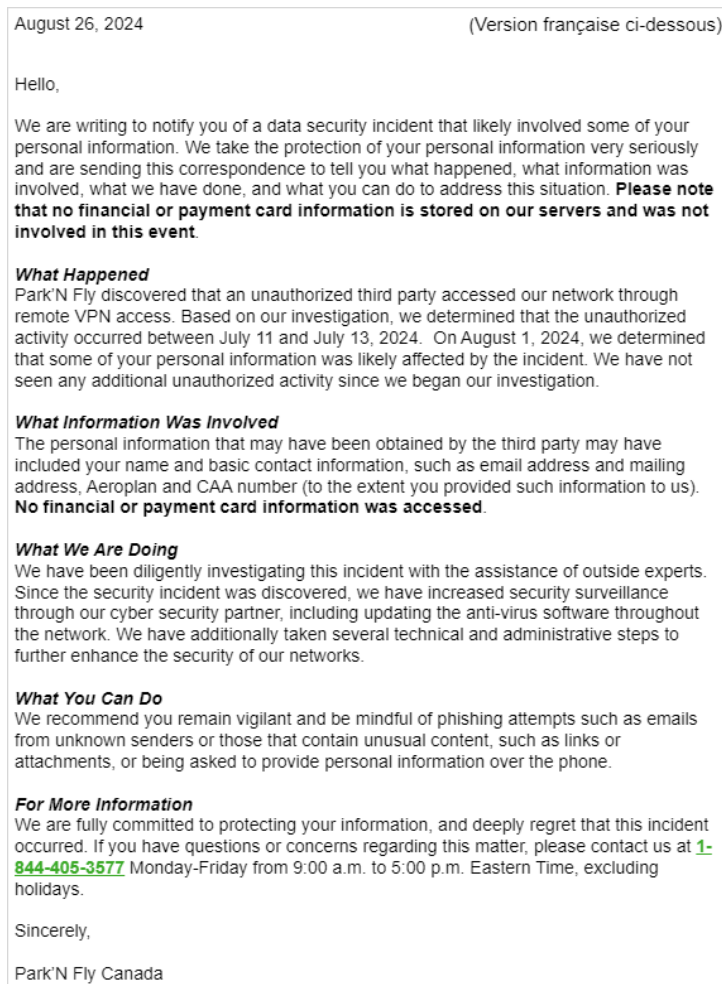 August 26, 2024 (Version française ci-dessous)
Hello,
We are writing to notify you of a data security incident that likely involved some of your
personal information. We take the protection of your personal information very seriously
and are sending this correspondence to tell you what happened, what information was
involved, what we have done, and what you can do to address this situation. Please note
that no financial or payment card information is stored on our servers and was not
involved in this event.
What Happened
Park'N Fly discovered that an unauthorized third party accessed our network through
remote VPN access. Based on our investigation, we determined that the unauthorized
activity occurred between July 11 and July 13, 2024.  On August 1, 2024, we determined
that some of your personal information was likely affected by the incident. We have not
seen any additional unauthorized activity since we began our investigation.
What Information Was Involved
The personal information that may have been obtained by the third party may have
included your name and basic contact information, such as email address and mailing
address, Aeroplan and CAA number (to the extent you provided such information to us).
No financial or payment card information was accessed.
What We Are Doing
We have been diligently investigating this incident with the assistance of outside experts.
Since the security incident was discovered, we have increased security surveillance
through our cyber security partner, including updating the anti-virus software throughout
the network. We have additionally taken several technical and administrative steps to
further enhance the security of our networks.
What You Can Do
We recommend you remain vigilant and be mindful of phishing attempts such as emails
from unknown senders or those that contain unusual content, such as links or
attachments, or being asked to provide personal information over the phone.
For More Information
We are fully committed to protecting your information, and deeply regret that this incident
occurred. If you have questions or concerns regarding this matter, please contact us at 1-
844-405-3577 Monday-Friday from 9:00 a.m. to 5:00 p.m. Eastern Time, excluding
holidays.
Sincerely,
Park'N Fly Canada